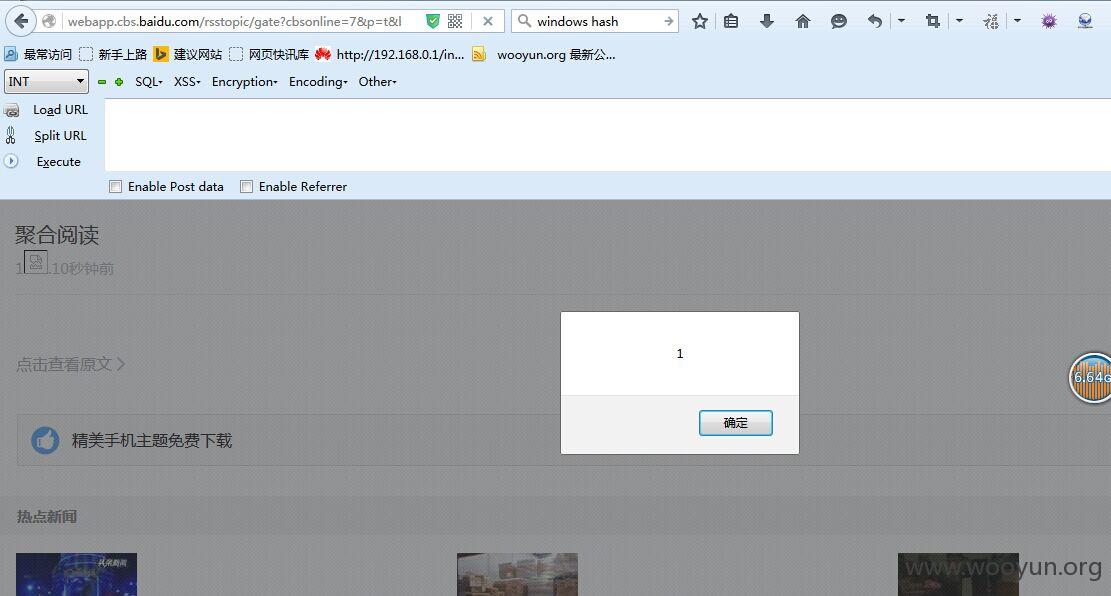 webapp.cbs.baidu.com/rsstopic/gate?cbsonline=7&p=t&l
windows hash
最常访问 新手上路 建议网站 网页快讯库 http://192.168.0.1/in... wooyun.org 最新公...
INT SQL XSS Encryption Encoding Other
Load URL
Split URL
Execute
Enable Post data Enable Referrer
聚合阅读
1 .10秒钟前
1
点击查看原文
6.64G
确定
精美手机主题免费下载
热点新闻
www.wooyun.org